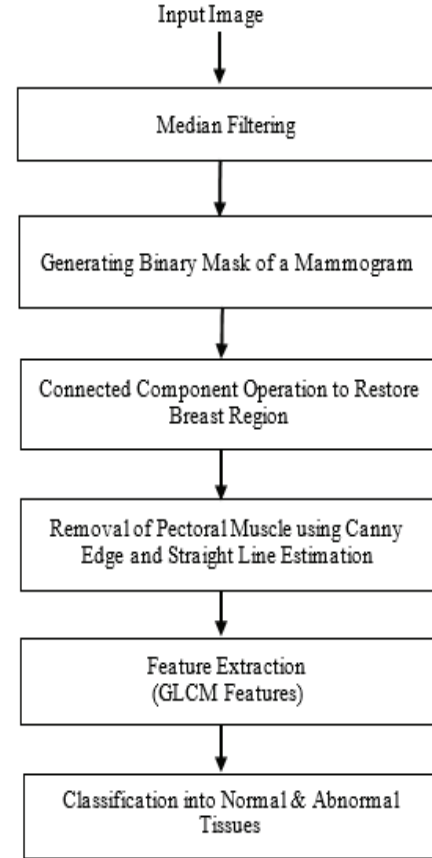 Input Image
Median Filtering
Generating Binary Mask of a Mammogram
Connected Component Operation to Restore
Breast Region
Removal of Pectoral Muscle using Canny
Edge and Straight Line Estimation
Feature Extraction
(GLCM Features)
Classification into Normal & Abnormal
Tissues